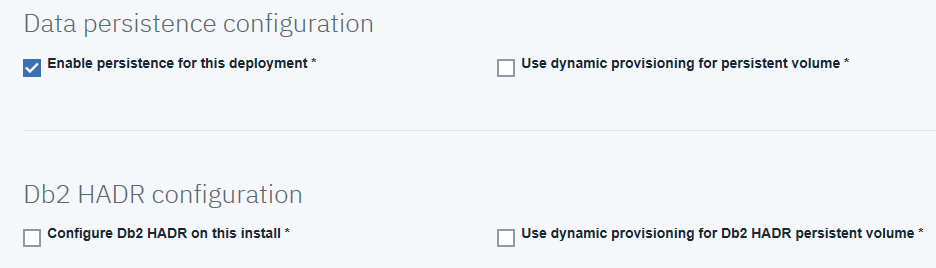 Data persistence configuration
Enable persistence for this deployment *
Use dynamic provisioning for persistent volume *
Db2 HADR configuration
Configure Db2 HADR on this install *
Use dynamic provisioning for Db2 HADR persistent volume *